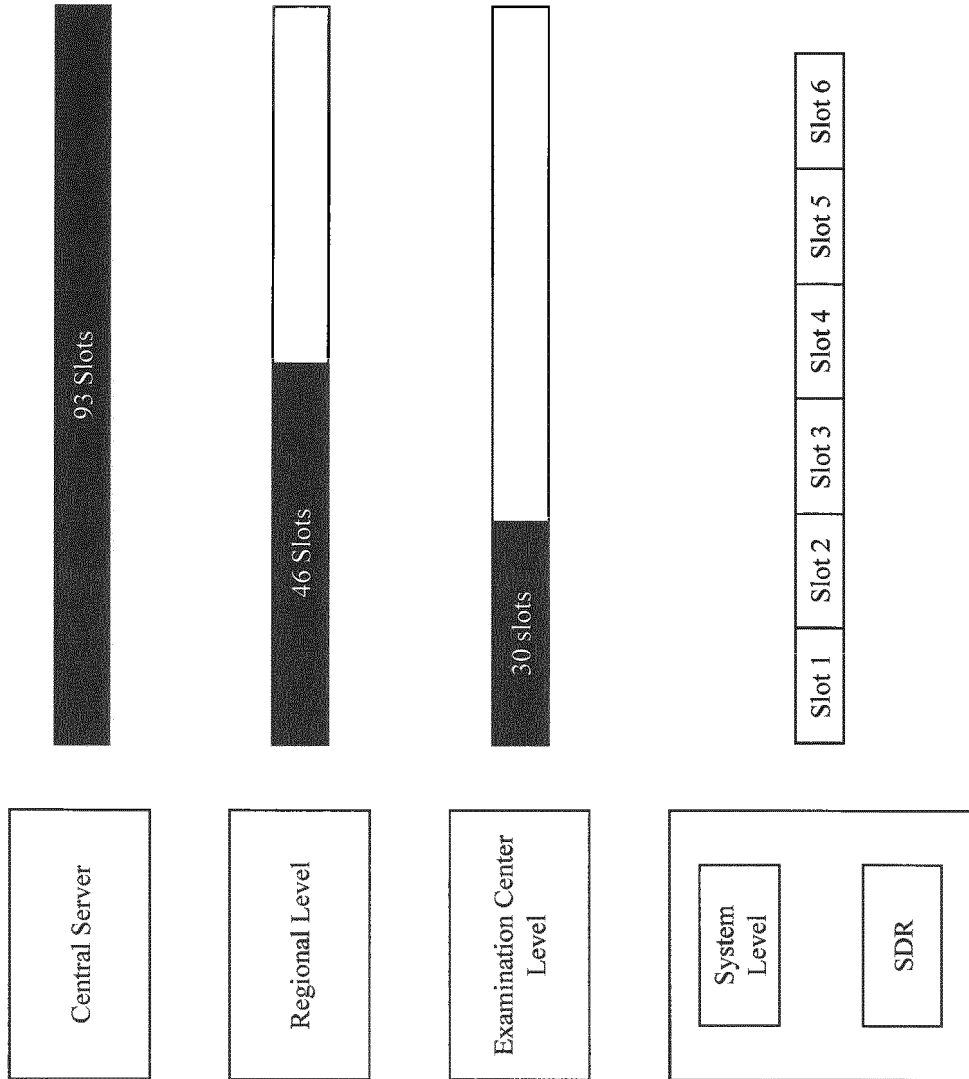 Central Server
93 Slots
Regional Level
46 Slots
Examination Center
Level
30 slots
System
Level
SDR
Slot 1
Slot 2
Slot 3
Slot 4
Slot 5
Slot 6